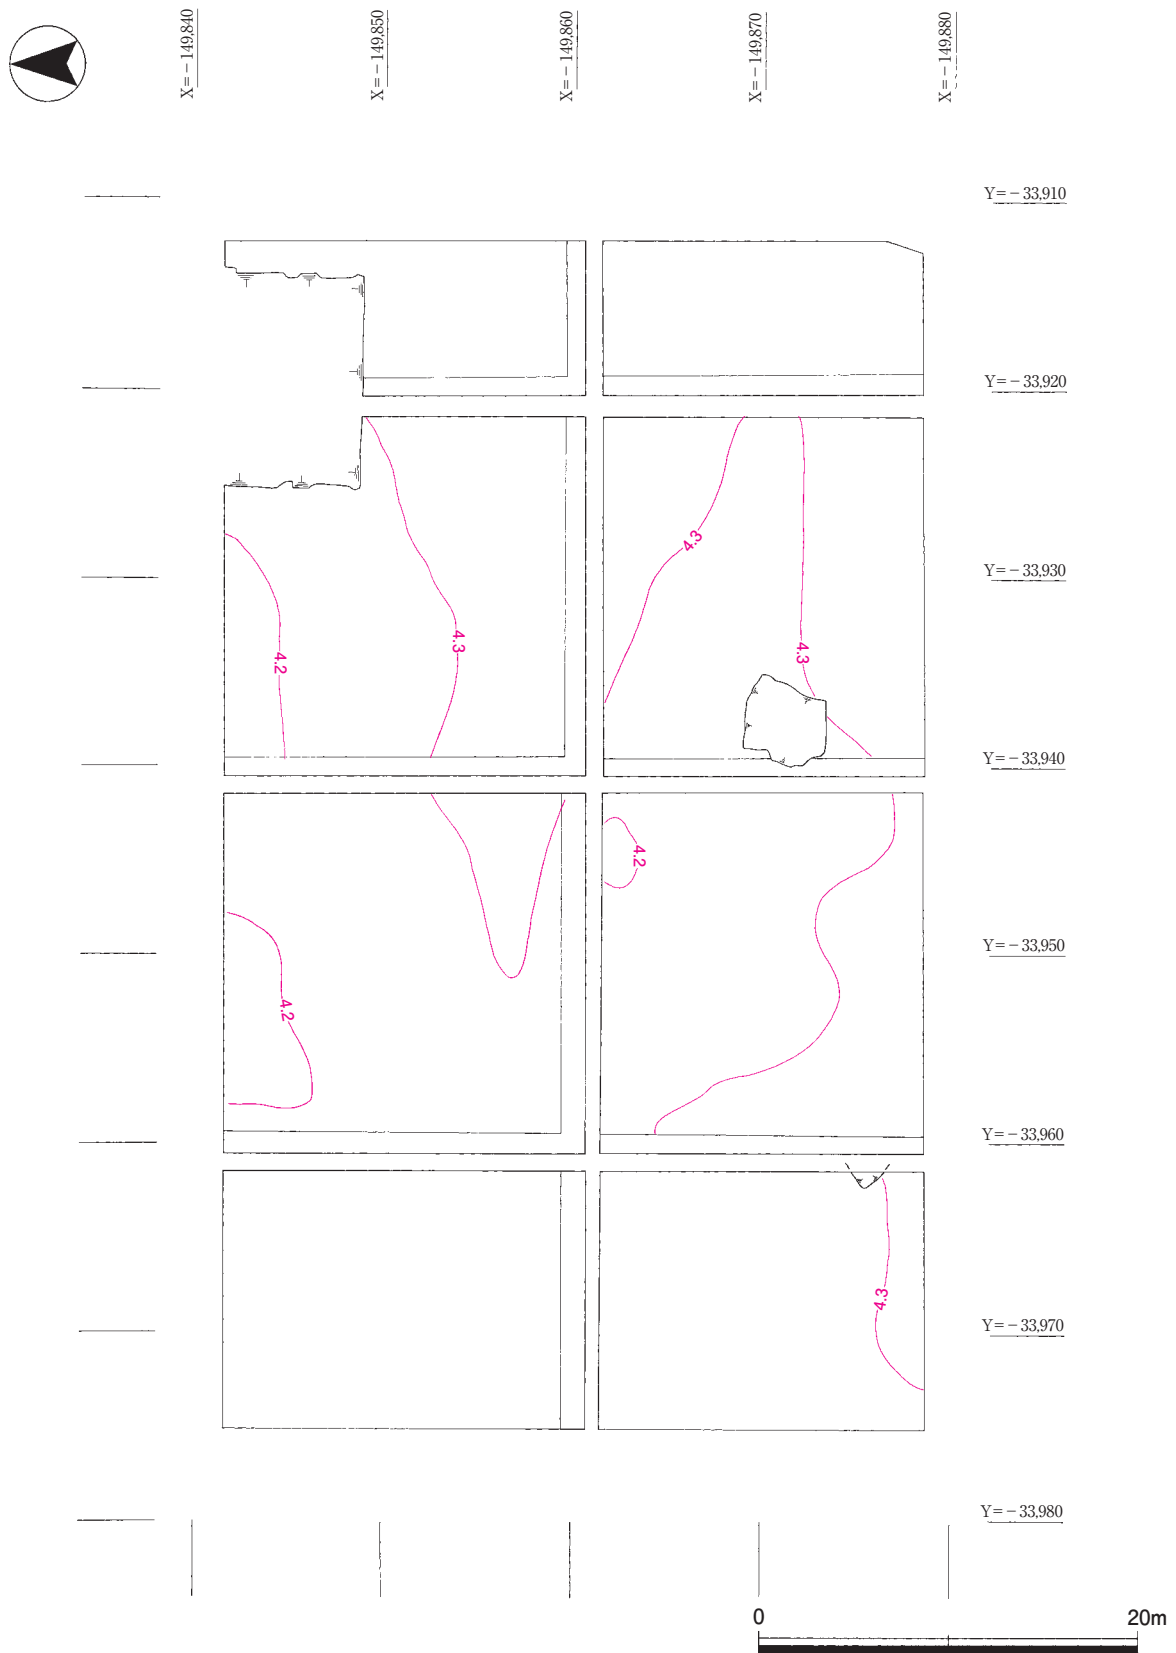 X=－149,840
X=－149,850
X=－149,860
X=－149,870
X=－149,880
Y=－33,910
Y=－33,920
4.3
Y=－33,930
4.3
4.2
4.3
Y=－33,940
4.2
Y=－33,950
4.2
Y=－33,960
4.3
Y=－33,970
Y=－33,980
0
20m